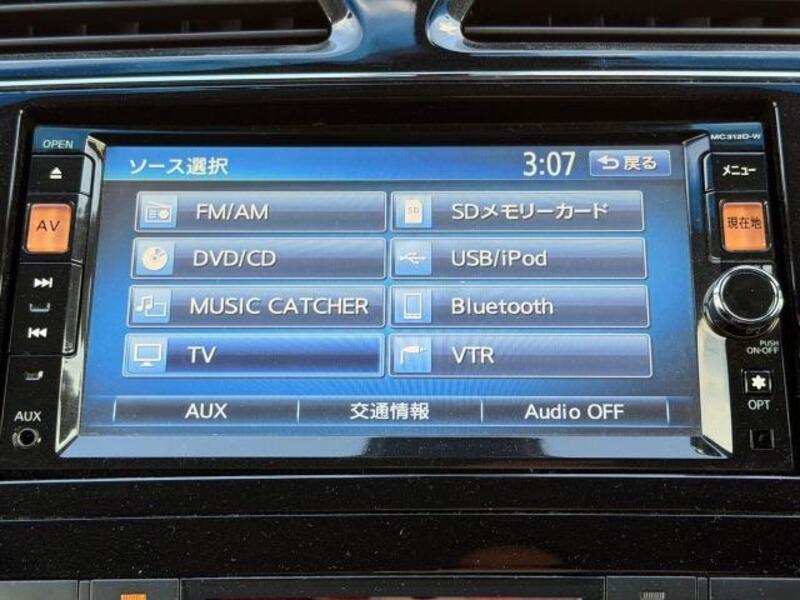 OPEN
MC312D-W
ソース選択
3:07
戻る
メニュー
AV
現在地
FM/AM
SD
SDメモリーカード
DVD/CD
USB/iPod
MUSIC CATCHER
Bluetooth
TV
VTR
PUSH
ON-OFF
OPT
AUX
AUX
交通情報
Audio OFF